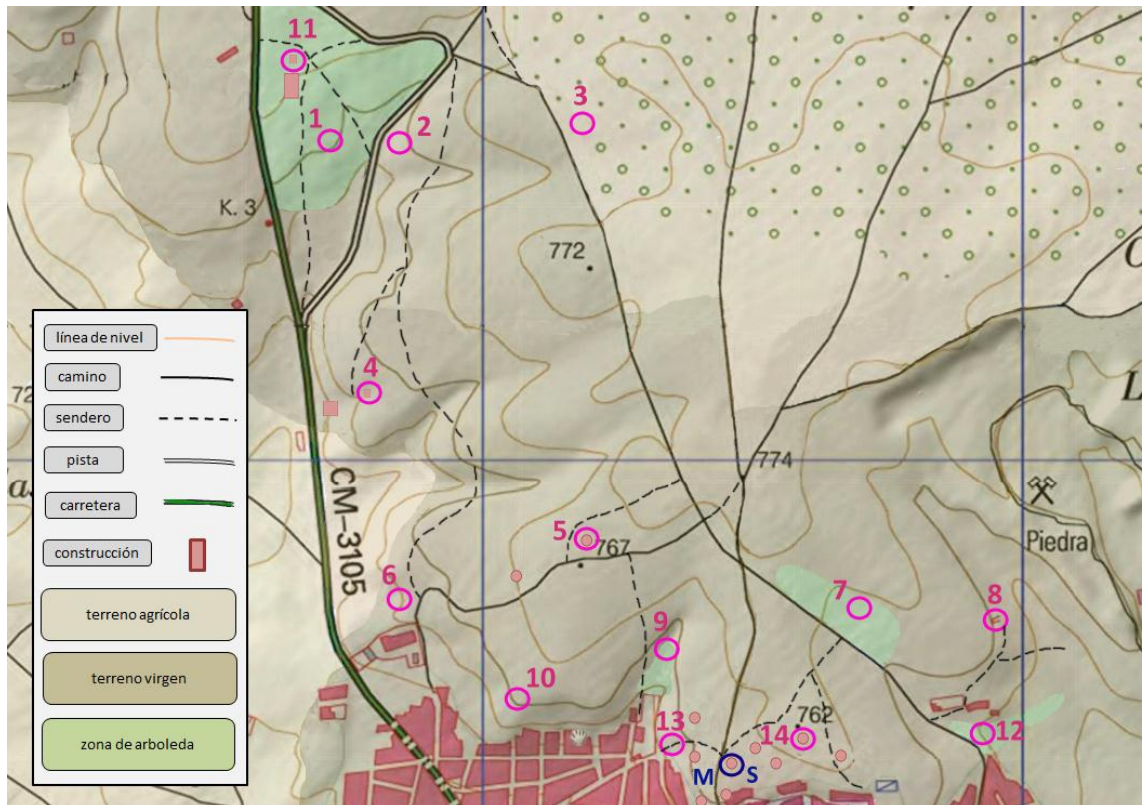 11
1
2
3
K. 3
772
línea de nivel
camino
sendero
pista
carretera
construcción
terreno agrícola
terreno virgen
zona de arboleda
72
4
CM-3105
774
5
767
6
7
8
Piedra
9
10
762
13
14
12
M
S